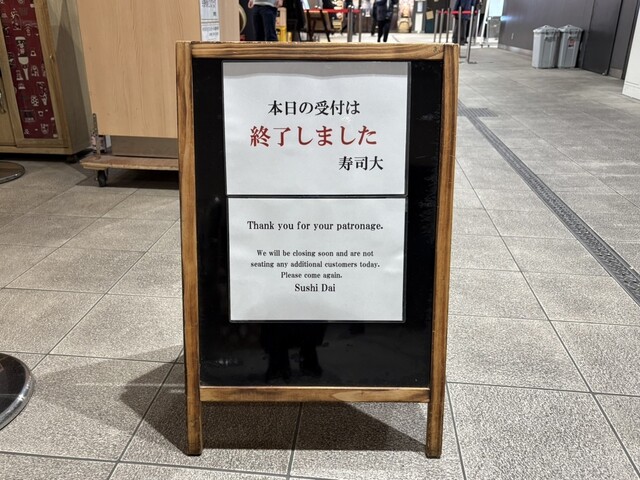 本日の受付は
終了しました
寿司大
Thank you for your patronage.
We will be closing soon and are not
seating any additional customers today.
Please come again.
Sushi Dai